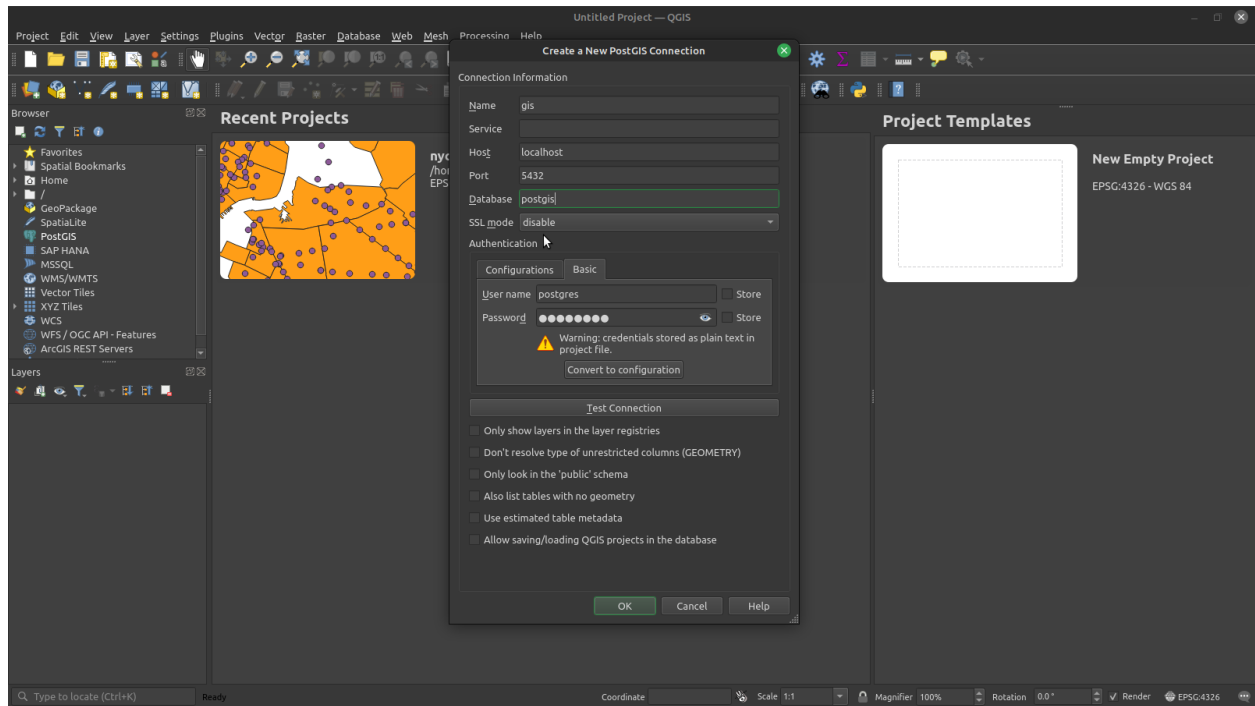 Untitled Project — QGIS
Project Edit View Layer Settings Plugins Vector Raster Database Web Mesh Processing Help
Create a New PostGIS Connection
Connection Information
Name gis
Service
Host localhost
Port 5432
Database postgis
SSL mode disable
Authentication
Configurations Basic
User name postgres Store
Password ●●●●●●●● Store
Warning: credentials stored as plain text in
project file.
Convert to configuration
Test Connection
Only show layers in the layer registries
Don't resolve type of unrestricted columns (GEOMETRY)
Only look in the 'public' schema
Also list tables with no geometry
Use estimated table metadata
Allow saving/loading QGIS projects in the database
OK Cancel Help
Browser
Favorites
Spatial Bookmarks
Home
/
GeoPackage
SpatiaLite
PostGIS
SAP HANA
MSSQL
WMS/WMTS
Vector Tiles
XYZ Tiles
WCS
WFS / OGC API - Features
ArcGIS REST Servers
Layers
Recent Projects
nyc
/ho
EPS
Project Templates
New Empty Project
EPSG:4326 - WGS 84
Type to locate (Ctrl+K) Ready Coordinate Scale 1:1 Magnifier 100% Rotation 0.0° Render EPSG:4326